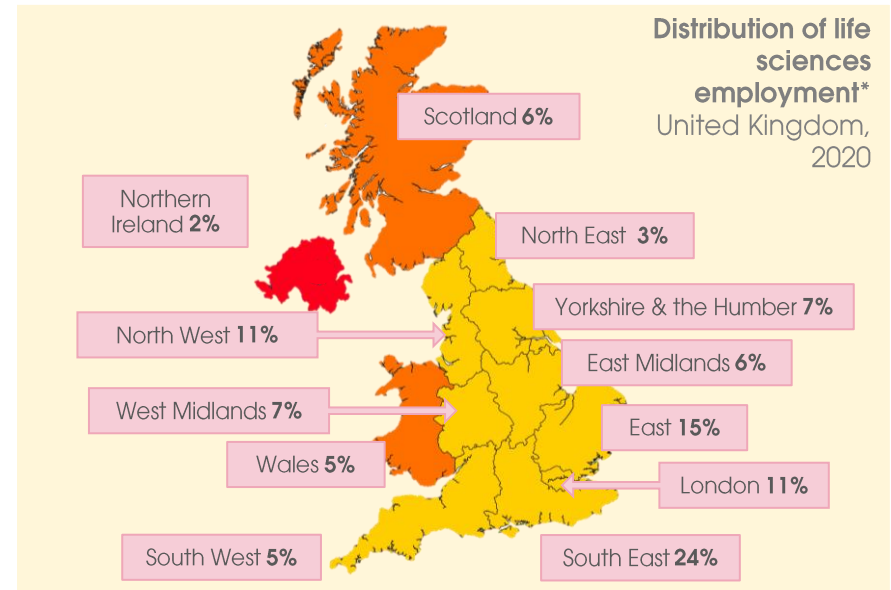 Distribution of life
sciences
employment*
United Kingdom,
2020
Scotland 6%
Northern
Ireland 2%
North East 3%
Yorkshire & the Humber 7%
North West 11%
East Midlands 6%
West Midlands 7%
East 15%
Wales 5%
London 11%
South West 5%
South East 24%